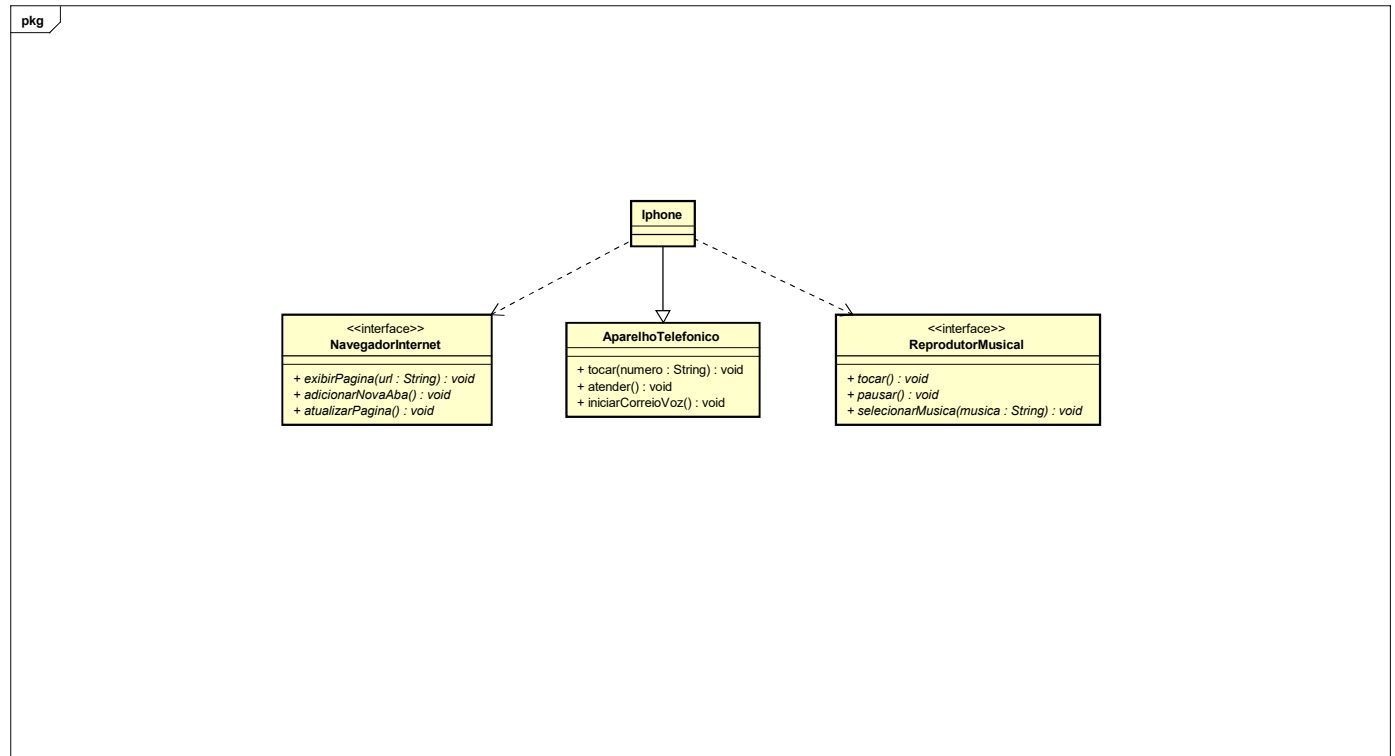 pkg
Iphone
<<interface>>
NavegadorInternet
+ exibirPagina(url : String) : void
+ adicionarNovaAba() : void
+ atualizarPagina() : void
AparelhoTelefonico
+ tocar(numero : String) : void
+ atender() : void
+ iniciarCorreioVoz() : void
<<interface>>
ReprodutorMusical
+ tocar() : void
+ pausar() : void
+ selecionarMusica(musica : String) : void